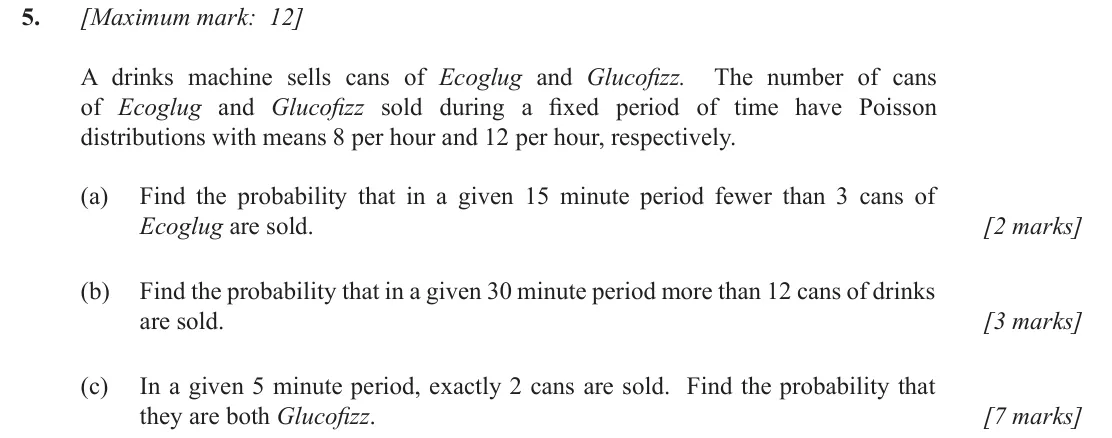 5. [Maximum mark: 12]
A drinks machine sells cans of Ecoglug and Glucofizz. The number of cans
of Ecoglug and Glucofizz sold during a fixed period of time have Poisson
distributions with means 8 per hour and 12 per hour, respectively.
(a) Find the probability that in a given 15 minute period fewer than 3 cans of
Ecoglug are sold. [2 marks]
(b) Find the probability that in a given 30 minute period more than 12 cans of drinks
are sold. [3 marks]
(c) In a given 5 minute period, exactly 2 cans are sold. Find the probability that
they are both Glucofizz. [7 marks]